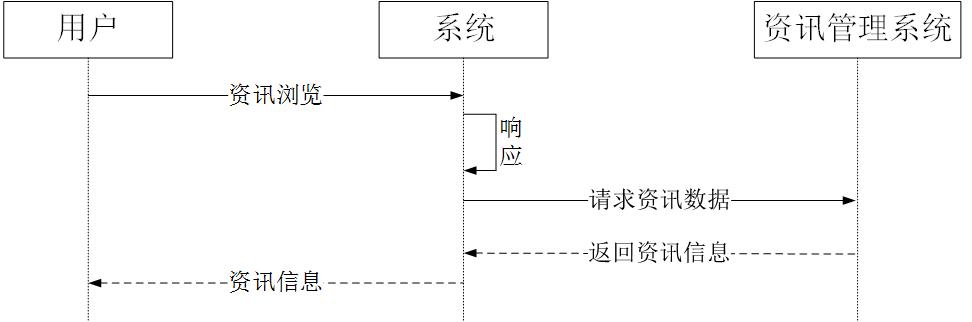 用户
系统
资讯管理系统
资讯浏览
响
应
请求资讯数据
返回资讯信息
资讯信息